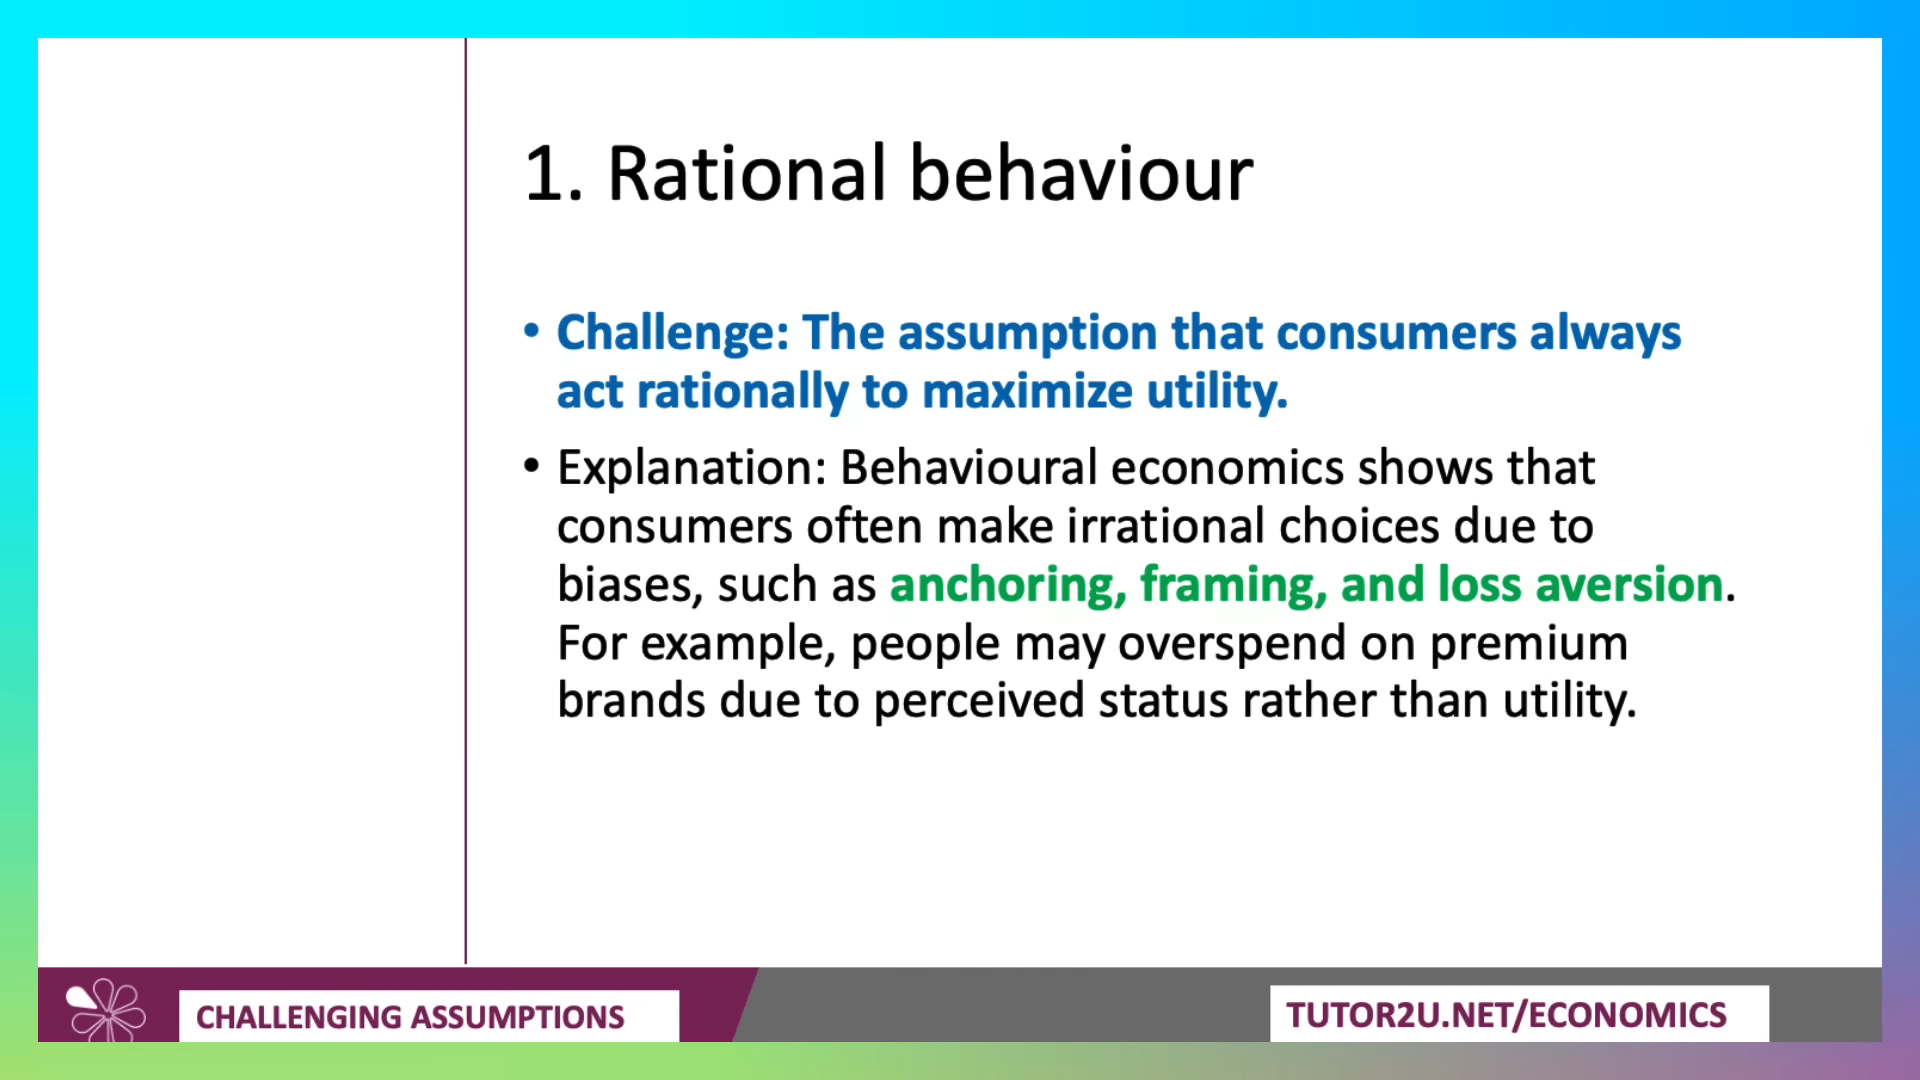 1. Rational behaviour
• Challenge: The assumption that consumers always
act rationally to maximize utility.
• Explanation: Behavioural economics shows that
consumers often make irrational choices due to
biases, such as anchoring, framing, and loss aversion.
For example, people may overspend on premium
brands due to perceived status rather than utility.
CHALLENGING ASSUMPTIONS
TUTOR2U.NET/ECONOMICS